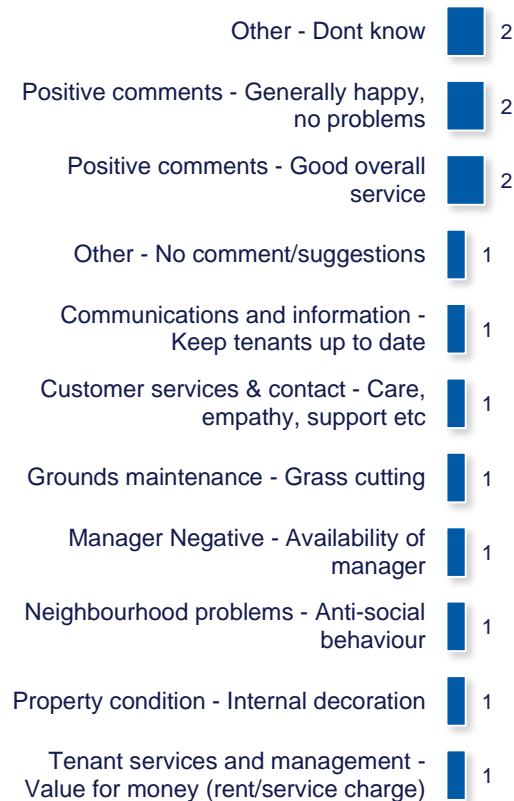 Other - Dont know 2
Positive comments - Generally happy,
no problems 2
Positive comments - Good overall
service 2
Other - No comment/suggestions 1
Communications and information -
Keep tenants up to date 1
Customer services & contact - Care,
empathy, support etc 1
Grounds maintenance - Grass cutting 1
Manager Negative - Availability of
manager 1
Neighbourhood problems - Anti-social
behaviour 1
Property condition - Internal decoration 1
Tenant services and management -
Value for money (rent/service charge) 1